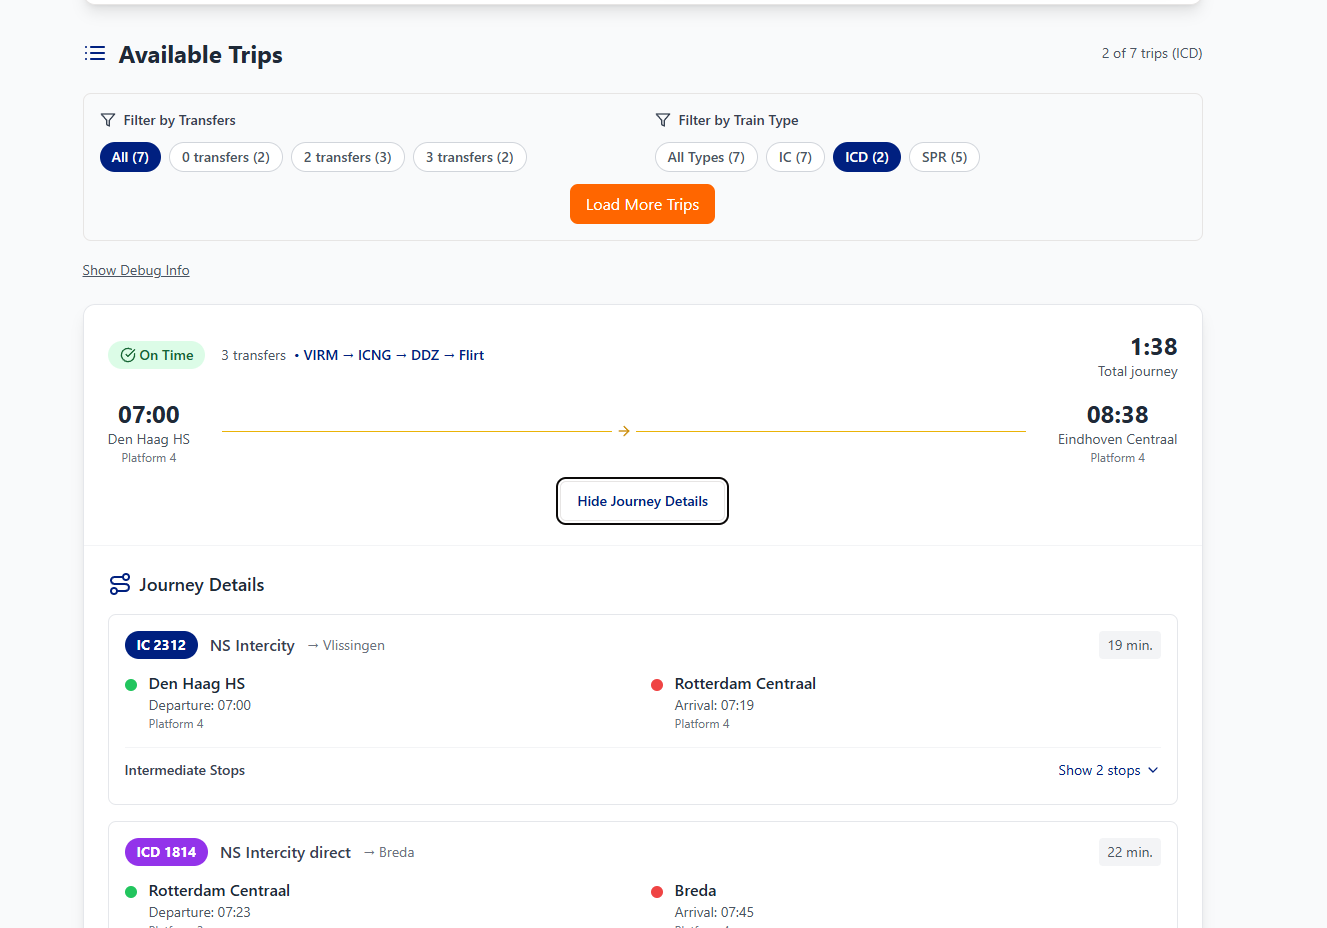 Available Trips
2 of 7 trips (ICD)
Filter by Transfers
All (7) 0 transfers (2) 2 transfers (3) 3 transfers (2)
Filter by Train Type
All Types (7) IC (7) ICD (2) SPR (5)
Load More Trips
Show Debug Info
On Time 3 transfers • VIRM → ICNG → DDZ → Flirt
1:38
Total journey
07:00
Den Haag HS
Platform 4
08:38
Eindhoven Centraal
Platform 4
Hide Journey Details
Journey Details
IC 2312 NS Intercity → Vlissingen 19 min.
Den Haag HS
Departure: 07:00
Platform 4
Rotterdam Centraal
Arrival: 07:19
Platform 4
Intermediate Stops Show 2 stops
ICD 1814 NS Intercity direct → Breda 22 min.
Rotterdam Centraal
Departure: 07:23
Breda
Arrival: 07:45